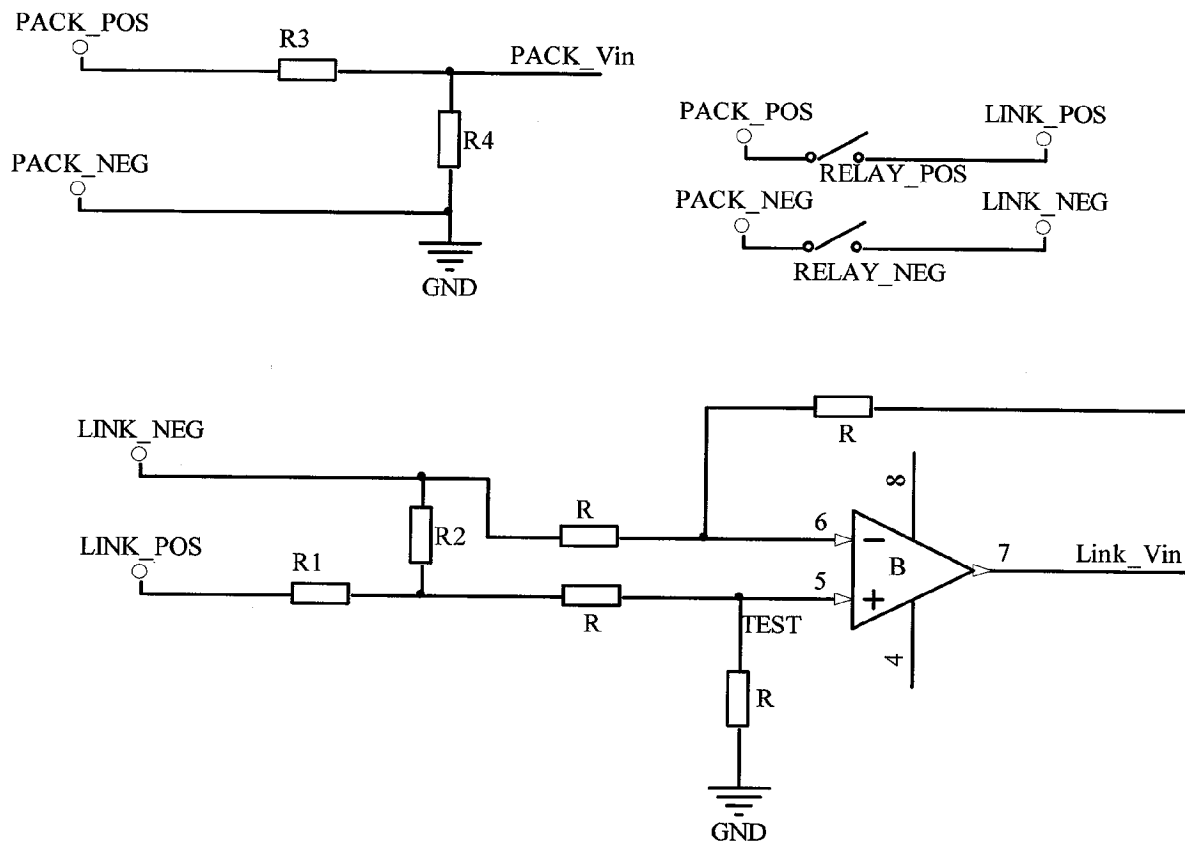 PACK_POS
R3
PACK_Vin
R4
PACK_NEG
GND
PACK_POS
LINK_POS
RELAY_POS
PACK_NEG
LINK_NEG
RELAY_NEG
LINK_NEG
R
8
R
6
−
R2
LINK_POS
R1
B
7
Link_Vin
5
+
R
TEST
4
R
GND